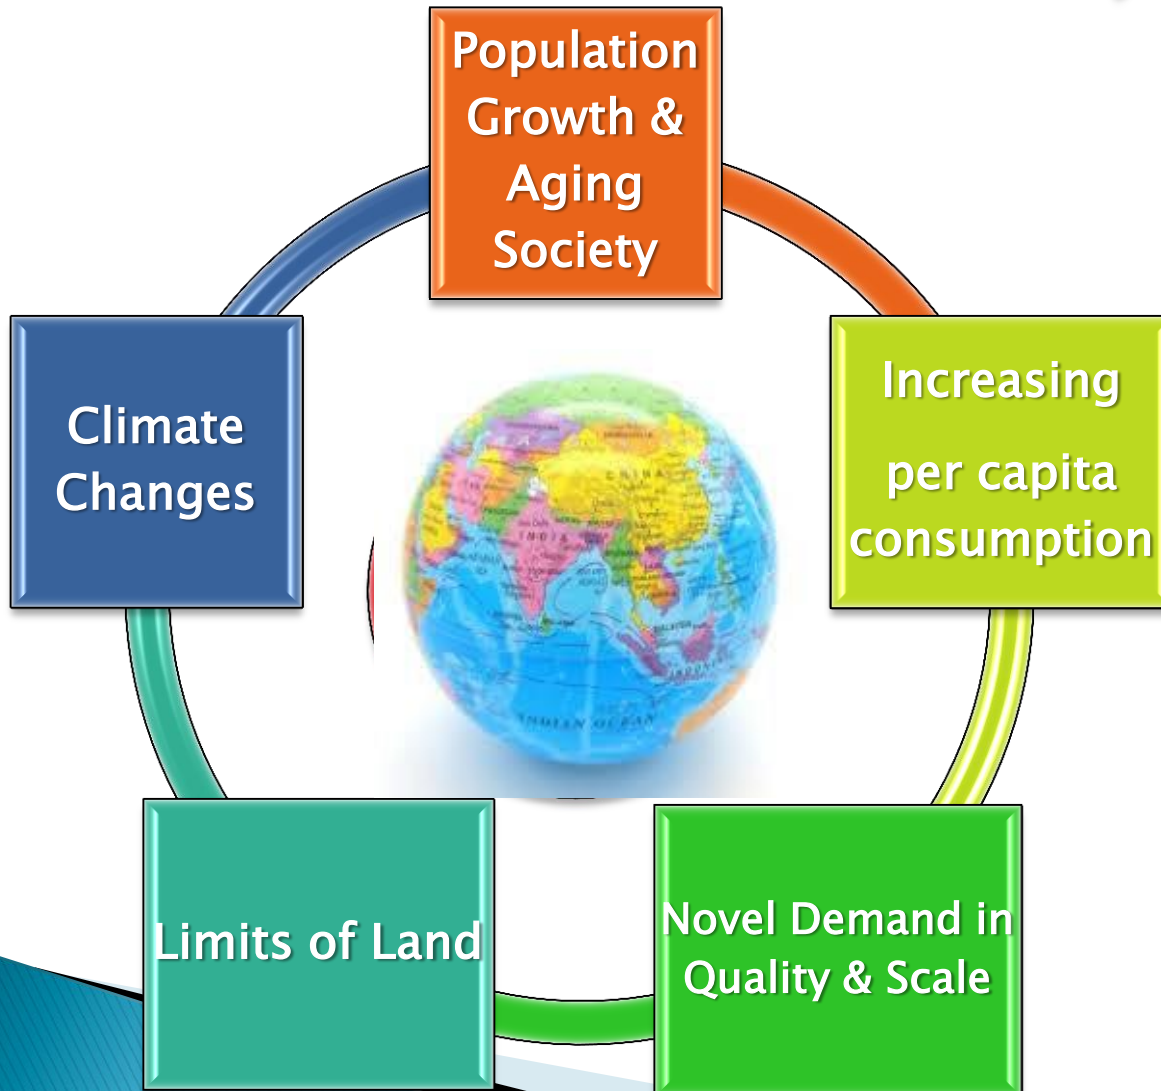 Population
Growth &
Aging
Society
Increasing
per capita
consumption
Climate
Changes
CHINA
INDIA
INDIAN OCEAN
Limits of Land
Novel Demand in
Quality & Scale